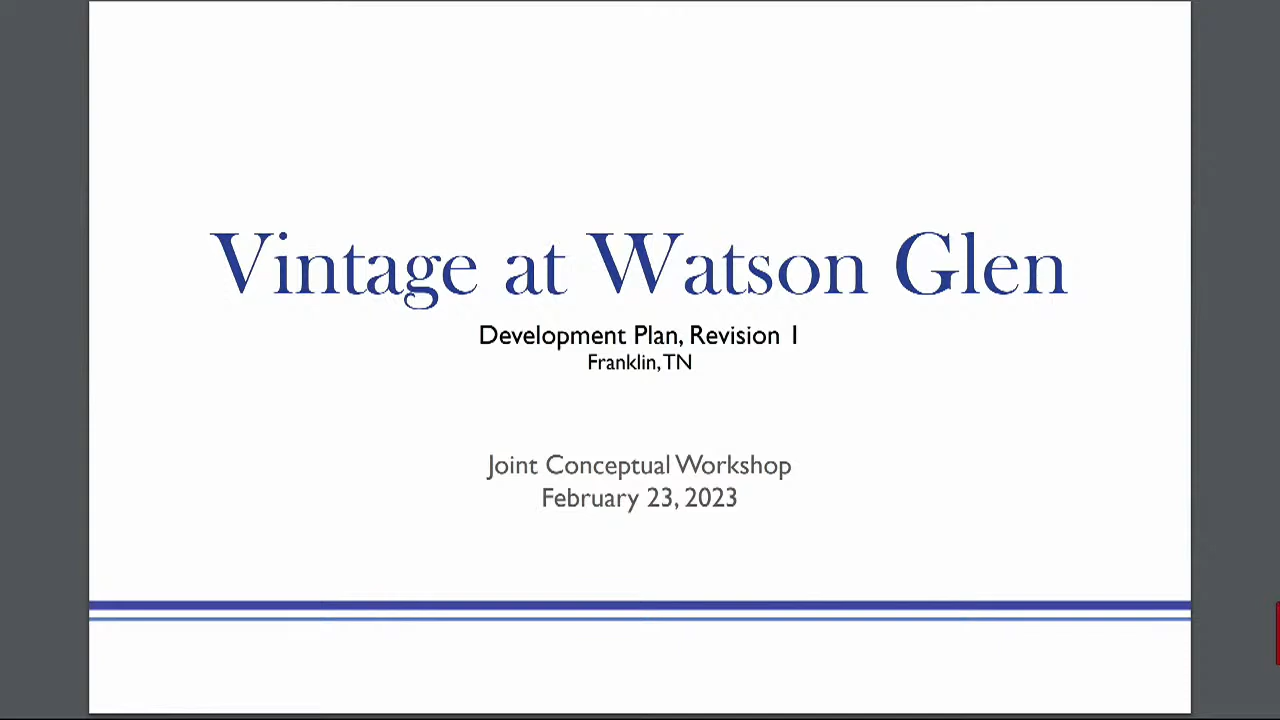 Vintage at Watson Glen
Development Plan, Revision 1
Franklin, TN
Joint Conceptual Workshop
February 23, 2023